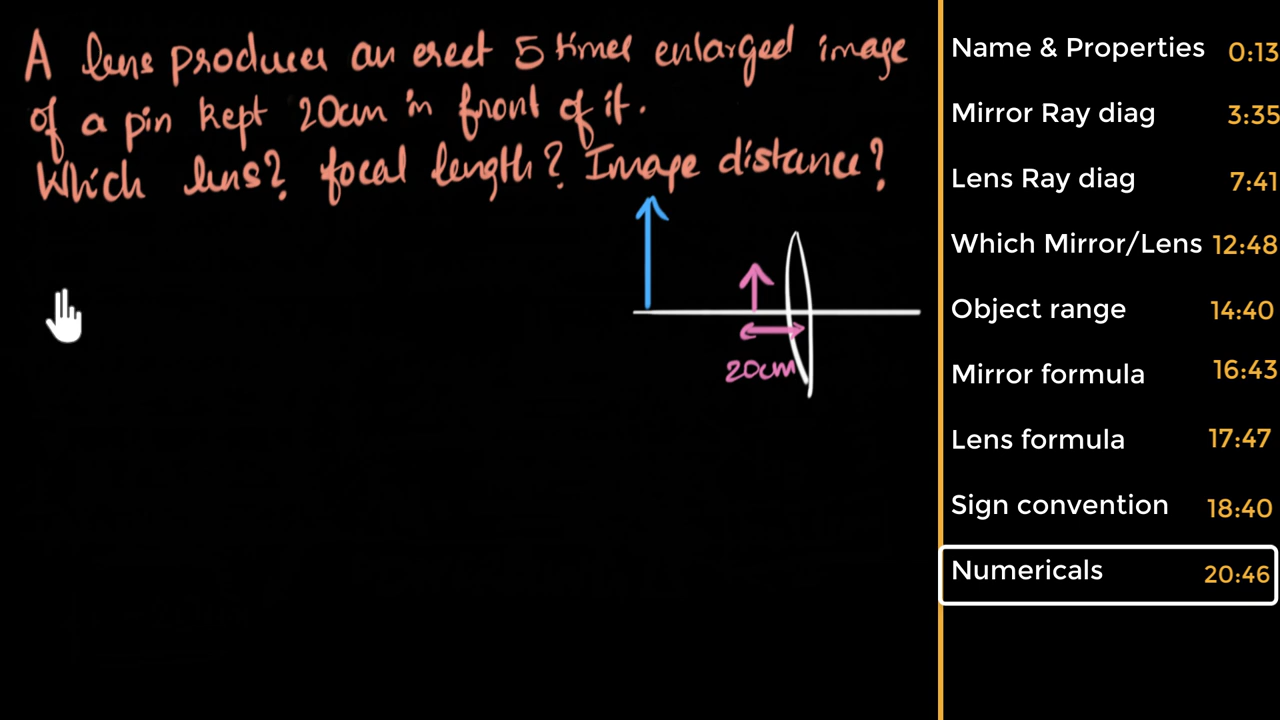 A lens produces an erect 5 times enlarged image
of a pin kept 20cm in front of it.
Which lens? focal length? Image distance?
20cm
Name & Properties 0:13
Mirror Ray diag 3:35
Lens Ray diag 7:41
Which Mirror/Lens 12:48
Object range 14:40
Mirror formula 16:43
Lens formula 17:47
Sign convention 18:40
Numericals 20:46